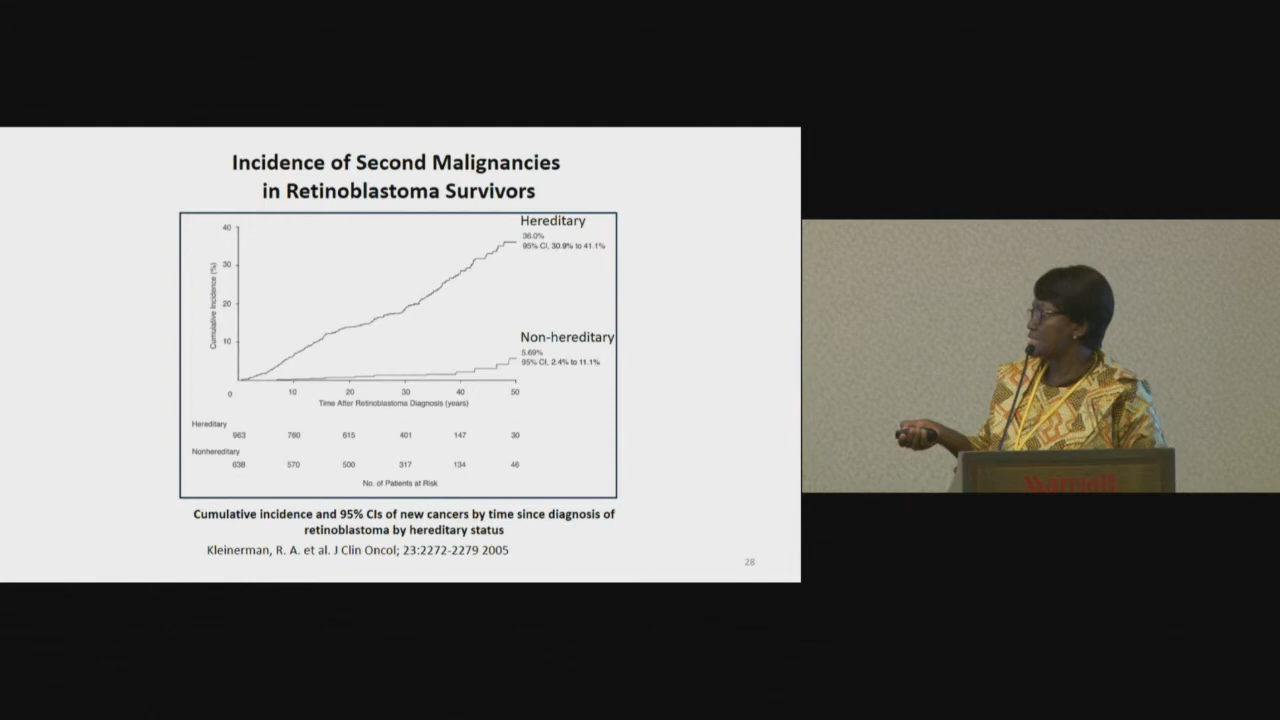 Incidence of Second Malignancies
in Retinoblastoma Survivors
Hereditary
36.0%
95% CI, 30.9% to 41.1%
Non-hereditary
5.69%
95% CI, 2.4% to 11.1%
Cumulative Incidence (%)
40
30
20
10
0
10 20 30 40 50
Time After Retinoblastoma Diagnosis (years)
Hereditary
963 760 615 401 147 30
Nonhereditary
638 570 500 317 134 46
No. of Patients at Risk
Cumulative incidence and 95% CIs of new cancers by time since diagnosis of
retinoblastoma by hereditary status
Kleinerman, R. A. et al. J Clin Oncol; 23:2272-2279 2005
28
Marriott